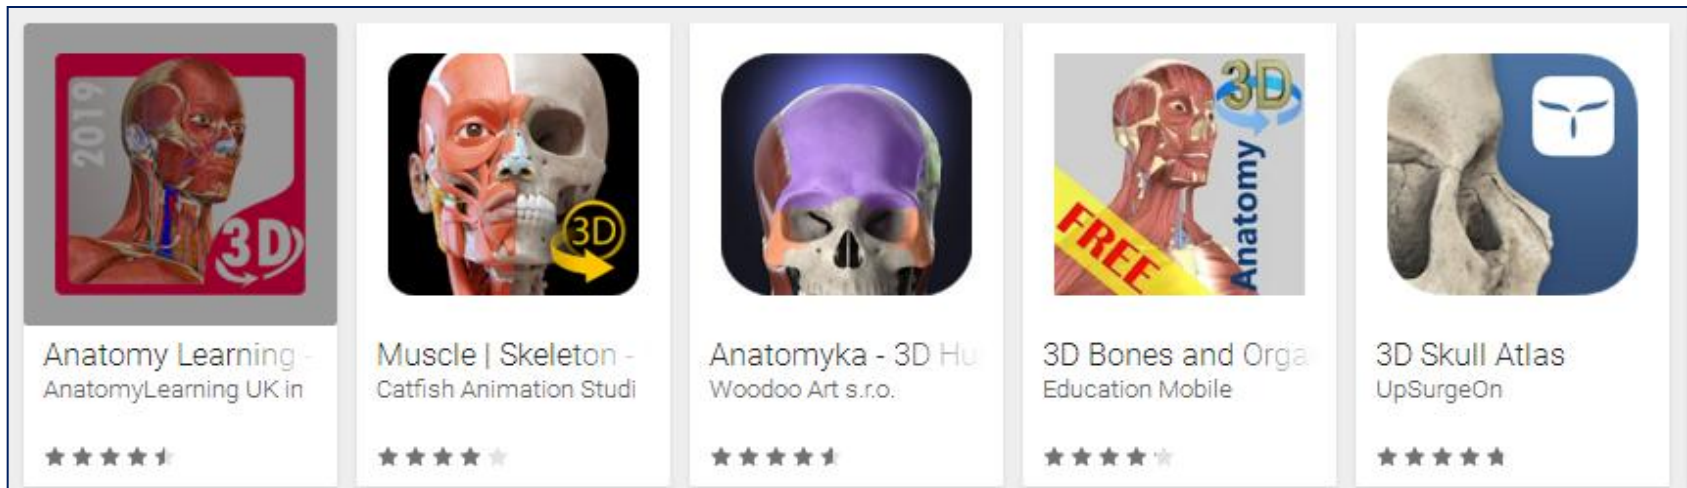 2019
3D
3D
3D
Anatomy
FREE
Anatomy Learning -
AnatomyLearning UK in
Muscle | Skeleton -
Catfish Animation Studi
Anatomyka - 3D Hu
Woodoo Art s.r.o.
3D Bones and Orga
Education Mobile
3D Skull Atlas
UpSurgeOn